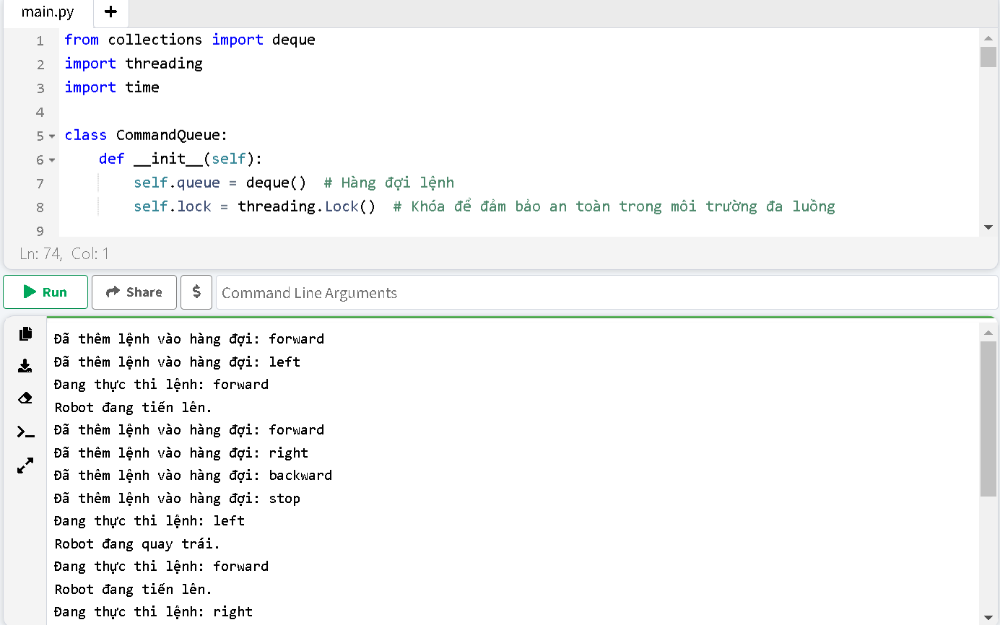 main.py
1 from collections import deque
2 import threading
3 import time
4
5 class CommandQueue:
6     def __init__(self):
7         self.queue = deque()  # Hàng đợi lệnh
8         self.lock = threading.Lock()  # Khóa để đảm bảo an toàn trong môi trường đa luồng
9
Ln: 74, Col: 1
Run Share $ Command Line Arguments
Đã thêm lệnh vào hàng đợi: forward
Đã thêm lệnh vào hàng đợi: left
Đang thực thi lệnh: forward
Robot đang tiến lên.
Đã thêm lệnh vào hàng đợi: forward
Đã thêm lệnh vào hàng đợi: right
Đã thêm lệnh vào hàng đợi: backward
Đã thêm lệnh vào hàng đợi: stop
Đang thực thi lệnh: left
Robot đang quay trái.
Đang thực thi lệnh: forward
Robot đang tiến lên.
Đang thực thi lệnh: right